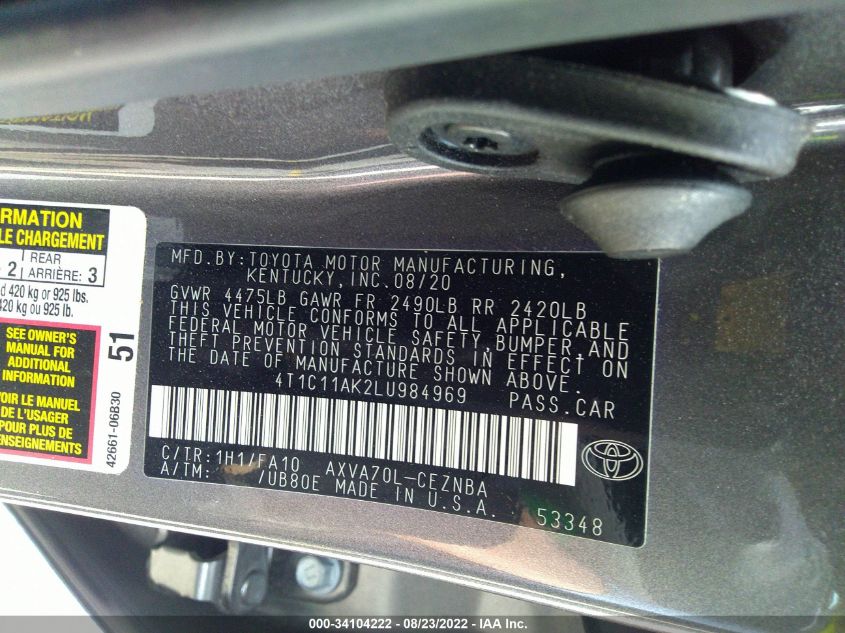 RMATION
LE CHARGEMENT
2 REAR ARRIÈRE: 3
d 420 kg or 925 lbs.
420 kg ou 925 lb.
SEE OWNER'S
MANUAL FOR
ADDITIONAL
INFORMATION
VOIR LE MANUEL
DE L'USAGER
POUR PLUS DE
RENSEIGNEMENTS
51
42661-06B30
MFD.BY:TOYOTA MOTOR MANUFACTURING,
KENTUCKY, INC.08/20
GVWR 4475LB GAWR FR 2490LB RR 2420LB
THIS VEHICLE CONFORMS TO ALL APPLICABLE
FEDERAL MOTOR VEHICLE SAFETY,BUMPER,AND
THEFT PREVENTION STANDARDS IN EFFECT ON
THE DATE OF MANUFACTURE SHOWN ABOVE.
4T1C11AK2LU984969 PASS.CAR
C/TR:1H1/FA10 AXVA70L-CEZNBA
A/TM: /UB80E MADE IN U.S.A.
53348
000-34104222 - 08/23/2022 - IAA Inc.